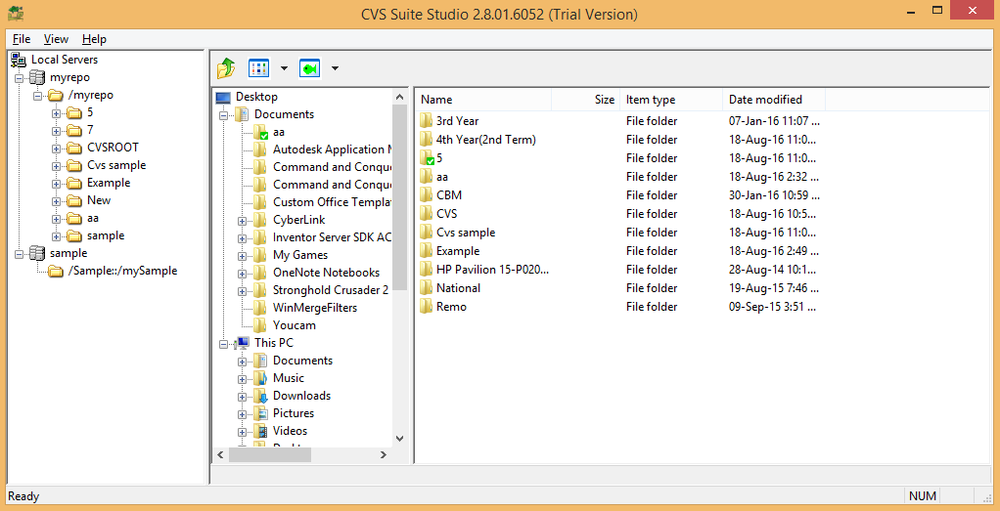 CVS Suite Studio 2.8.01.6052 (Trial Version)
File View Help
Local Servers
myrepo
/myrepo
5
7
CVSROOT
Cvs sample
Example
New
aa
sample
sample
/Sample::/mySample
Desktop
Documents
aa
Autodesk Application M
Command and Conque
Command and Conque
Custom Office Templat
CyberLink
Inventor Server SDK AC
My Games
OneNote Notebooks
Stronghold Crusader 2
WinMergeFilters
Youcam
This PC
Documents
Music
Downloads
Pictures
Videos
Name Size Item type Date modified
3rd Year File folder 07-Jan-16 11:07 ...
4th Year(2nd Term) File folder 18-Aug-16 11:0...
5 File folder 18-Aug-16 11:0...
aa File folder 18-Aug-16 2:32 ...
CBM File folder 30-Jan-16 10:59 ...
CVS File folder 18-Aug-16 10:5...
Cvs sample File folder 18-Aug-16 11:0...
Example File folder 18-Aug-16 2:49 ...
HP Pavilion 15-P020... File folder 28-Aug-14 10:1...
National File folder 19-Aug-15 7:46 ...
Remo File folder 09-Sep-15 3:51 ...
Ready NUM